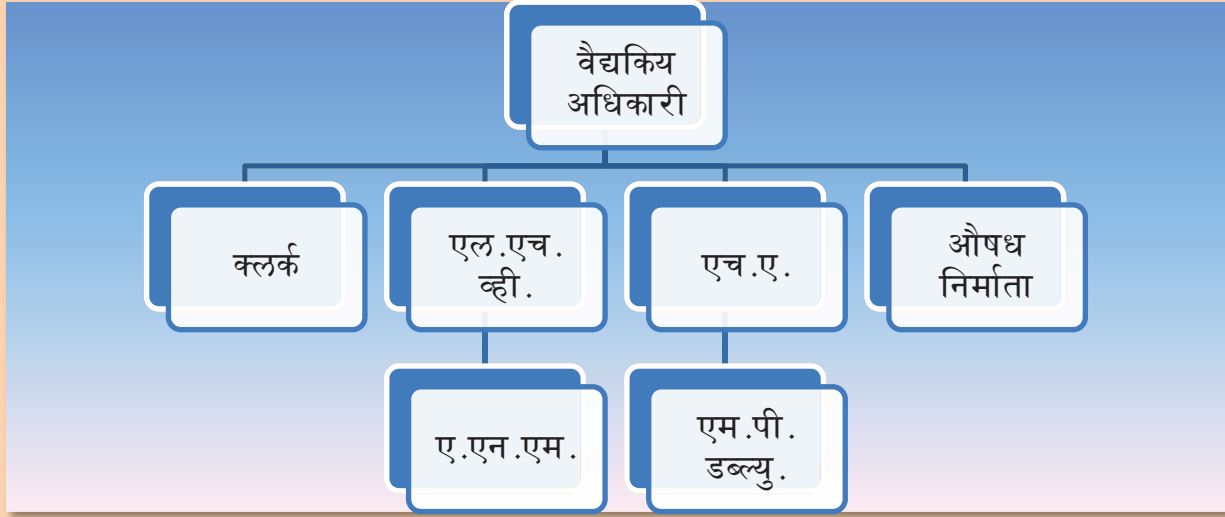 वैद्यकिय
अधिकारी
क्लर्क
एल.एच.
व्ही.
एच.ए.
औषध
निर्माता
ए.एन.एम.
एम.पी.
डब्ल्यु.